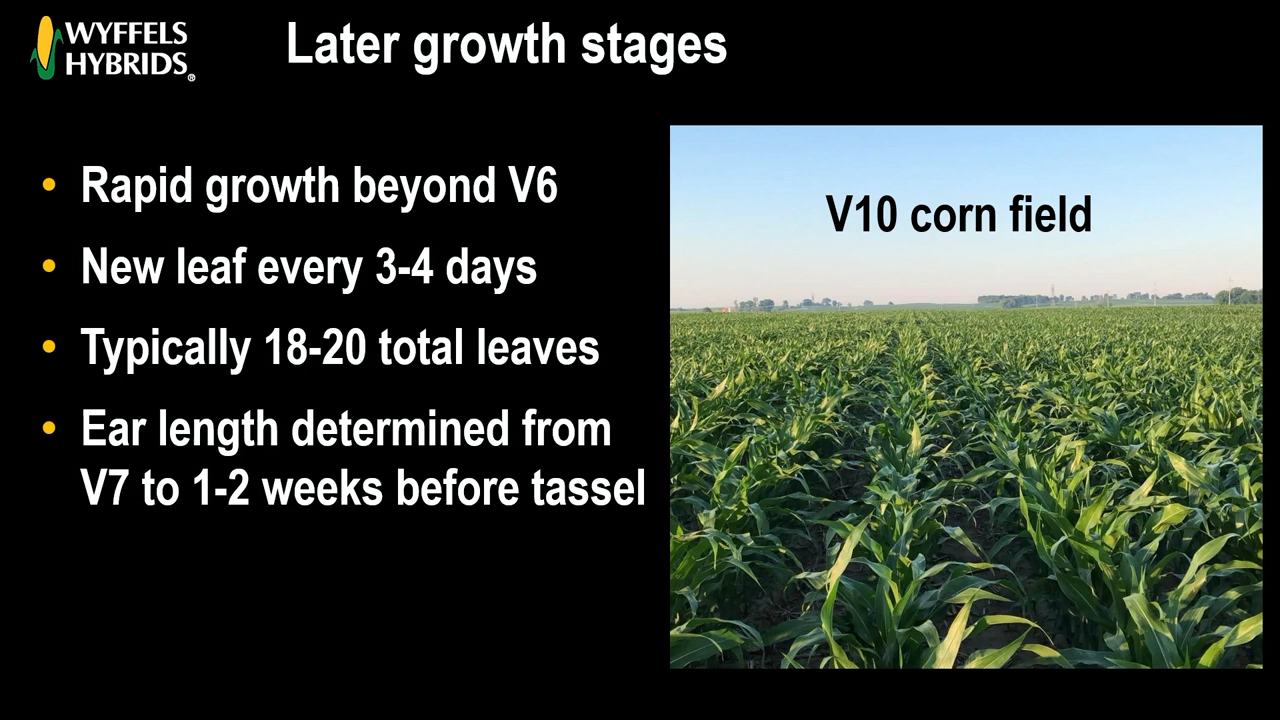 WYFFELS
HYBRIDS®
Later growth stages
• Rapid growth beyond V6
• New leaf every 3-4 days
• Typically 18-20 total leaves
• Ear length determined from
V7 to 1-2 weeks before tassel
V10 corn field